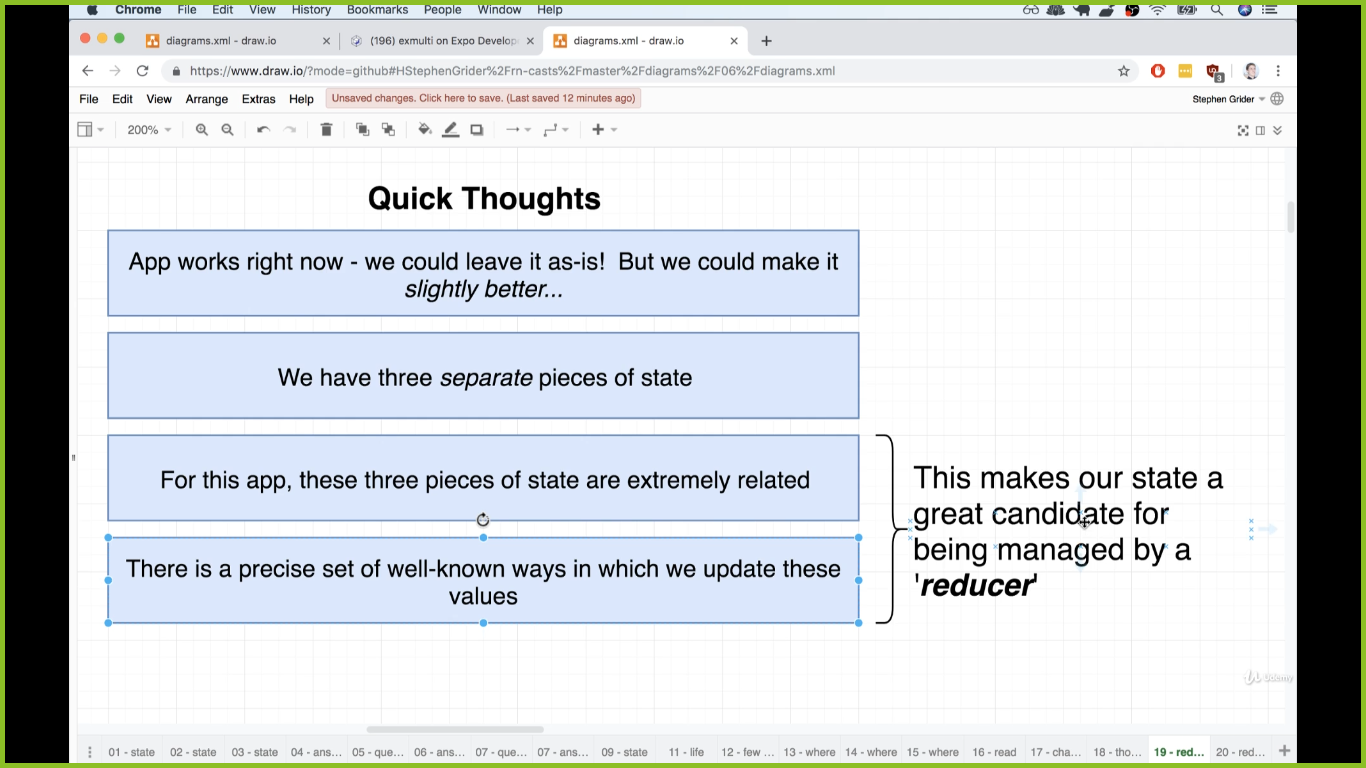 Chrome File Edit View History Bookmarks People Window Help
diagrams.xml - draw.io
(196) exmulti on Expo Develop
diagrams.xml - draw.io
https://www.draw.io/?mode=github#HStephenGrider%2Frn-casts%2Fmaster%2Fdiagrams%2F06%2Fdiagrams.xml
3
File Edit View Arrange Extras Help
Unsaved changes. Click here to save. (Last saved 12 minutes ago)
Stephen Grider
200%
Quick Thoughts
App works right now - we could leave it as-is! But we could make it
slightly better...
We have three separate pieces of state
For this app, these three pieces of state are extremely related
There is a precise set of well-known ways in which we update these
values
This makes our state a
great candidate for
being managed by a
'reducer'
Udemy
01 - state 02 - state 03 - state 04 - ans... 05 - que... 06 - ans... 07 - que... 07 - ans... 09 - state 11 - life 12 - few ... 13 - where 14 - where 15 - where 16 - read 17 - cha... 18 - tho... 19 - red... 20 - red...